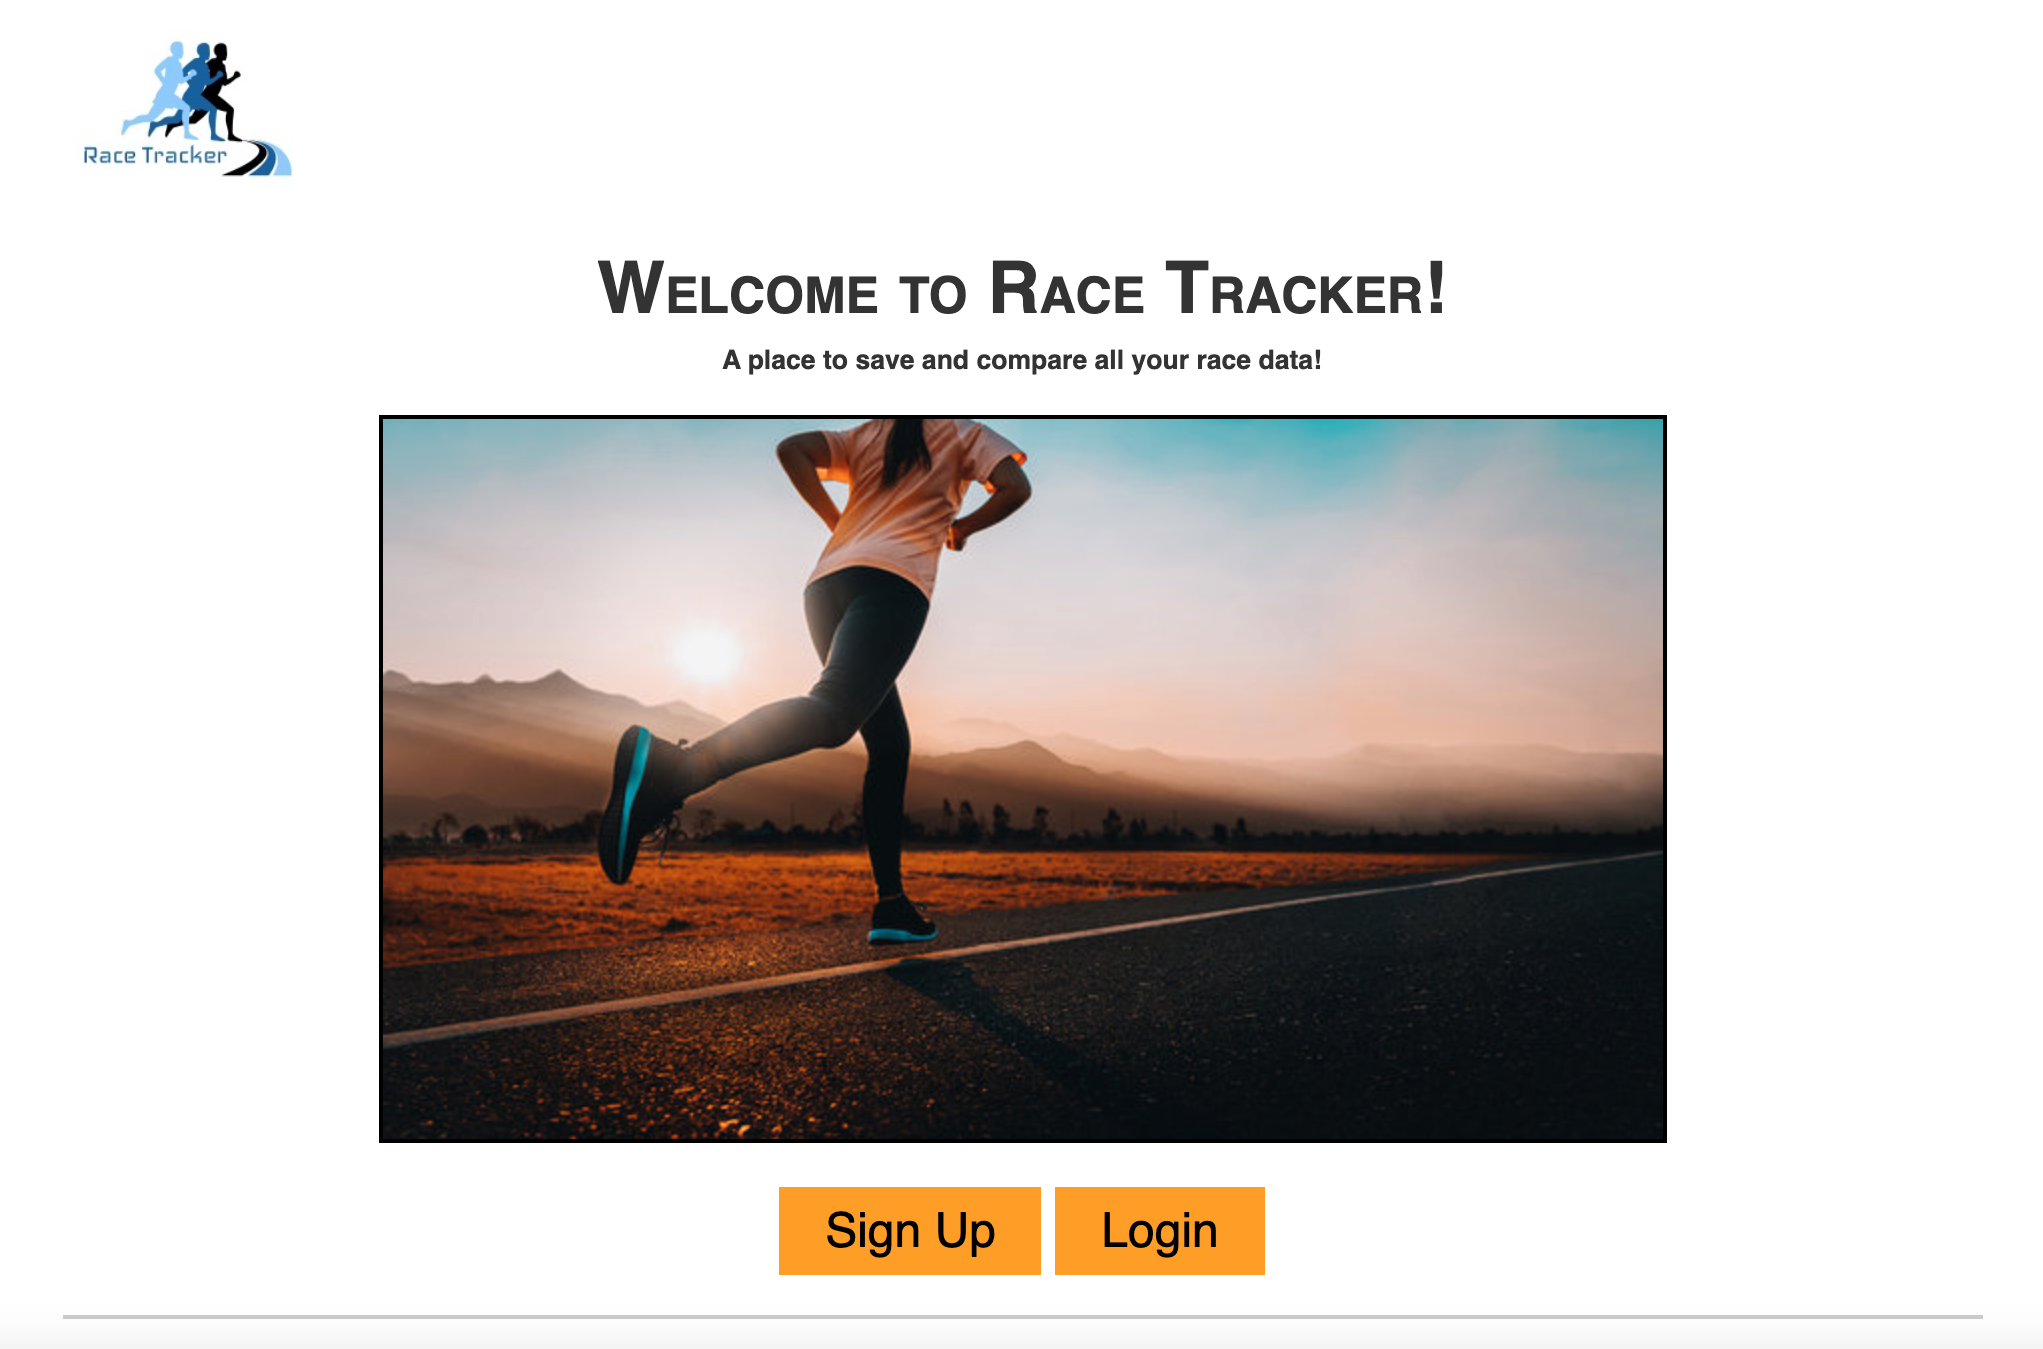 Race Tracker
Welcome to Race Tracker!
A place to save and compare all your race data!
Sign Up
Login